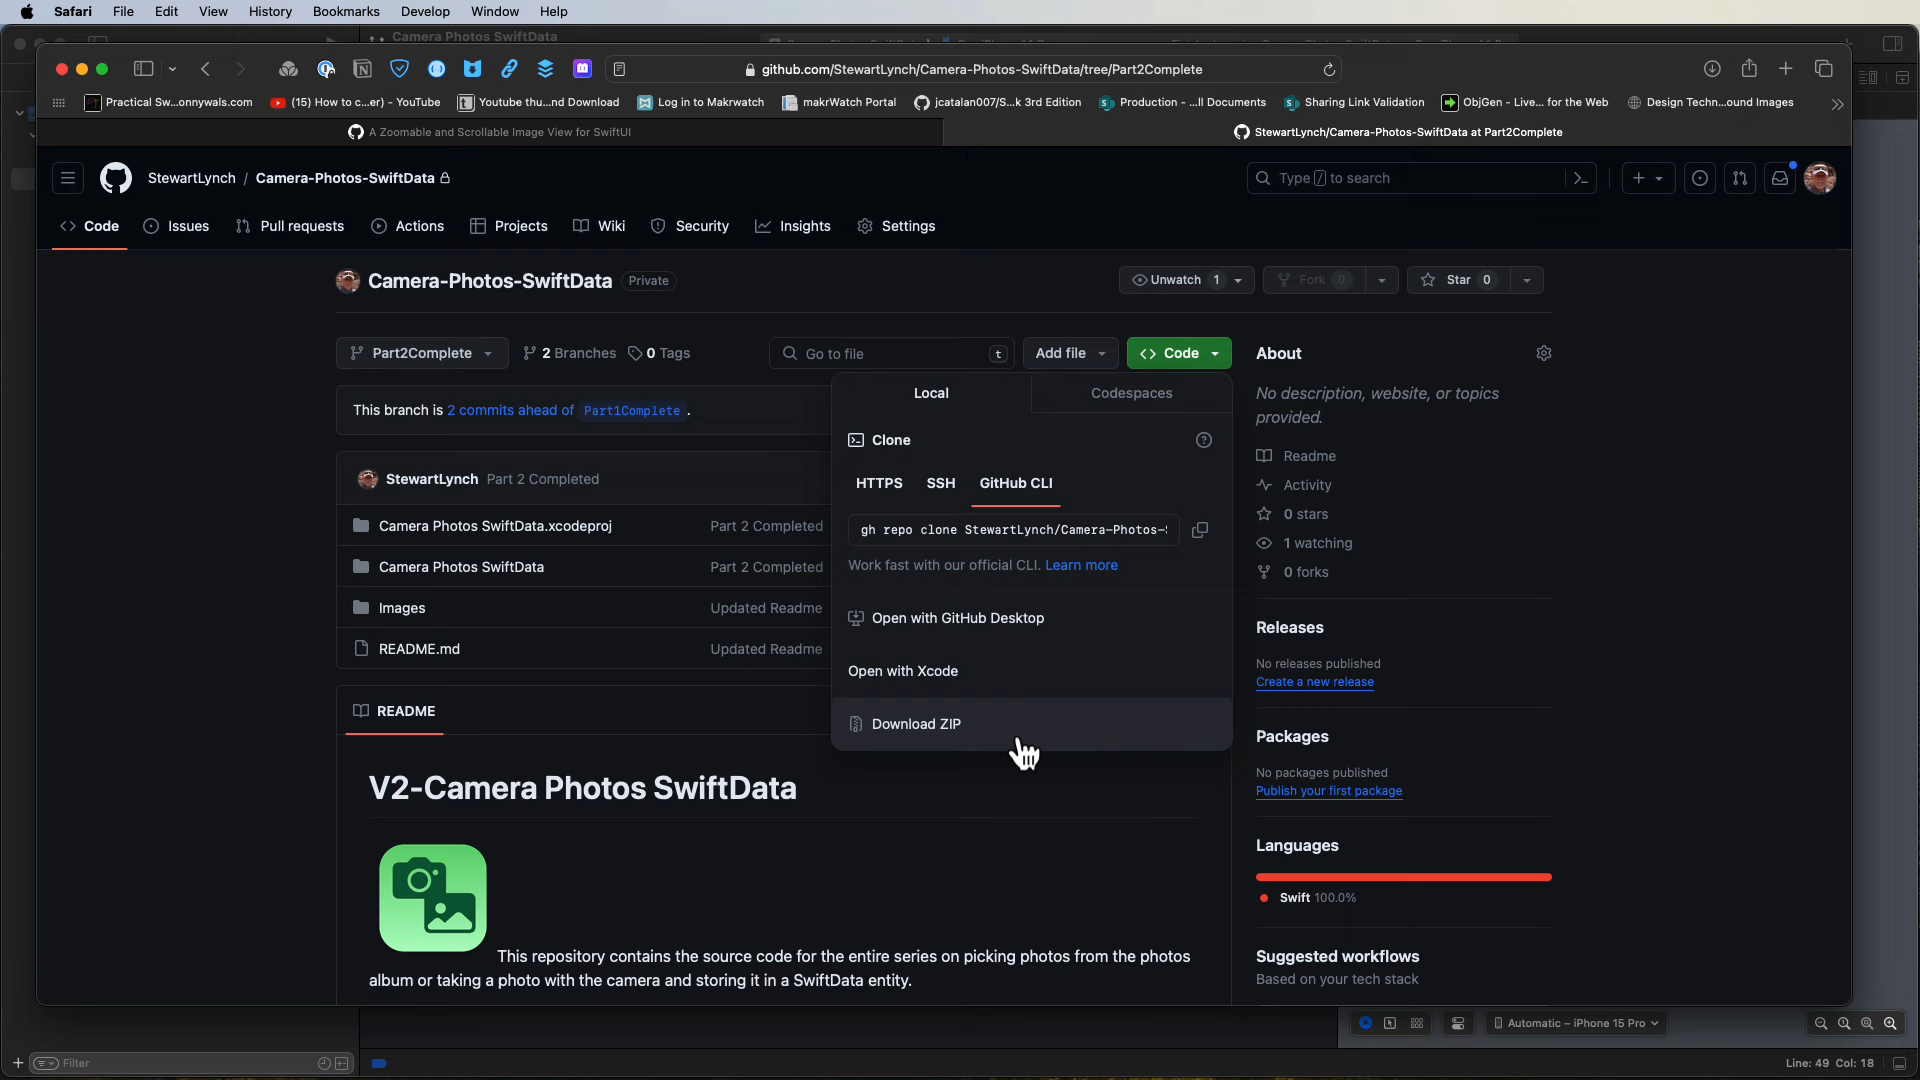 Safari File Edit View History Bookmarks Develop Window Help
Camera Photos SwiftData
github.com/StewartLynch/Camera-Photos-SwiftData/tree/Part2Complete
Practical Sw...onnywals.com (15) How to c...er) - YouTube Youtube thu...nd Download Log in to Makrwatch makrWatch Portal jcatalan007/S...k 3rd Edition Production - ...ll Documents Sharing Link Validation ObjGen - Live... for the Web Design Techn...ound Images
A Zoomable and Scrollable Image View for SwiftUI StewartLynch/Camera-Photos-SwiftData at Part2Complete
StewartLynch / Camera-Photos-SwiftData Type / to search
Code Issues Pull requests Actions Projects Wiki Security Insights Settings
Camera-Photos-SwiftData Private Unwatch 1 Fork 0 Star 0
Part2Complete 2 Branches 0 Tags Go to file t Add file <> Code About
Local Codespaces No description, website, or topics
provided.
This branch is 2 commits ahead of Part1Complete .
Clone
Readme
StewartLynch Part 2 Completed HTTPS SSH GitHub CLI Activity
0 stars
Camera Photos SwiftData.xcodeproj Part 2 Completed gh repo clone StewartLynch/Camera-Photos-
1 watching
Camera Photos SwiftData Part 2 Completed Work fast with our official CLI. Learn more 0 forks
Images Updated Readme Open with GitHub Desktop Releases
README.md Updated Readme Open with Xcode No releases published
Create a new release
README Download ZIP
Packages
No packages published
V2-Camera Photos SwiftData Publish your first package
Languages
Swift 100.0%
This repository contains the source code for the entire series on picking photos from the photos
album or taking a photo with the camera and storing it in a SwiftData entity.
Suggested workflows
Based on your tech stack
Automatic – iPhone 15 Pro
Filter Line: 49 Col: 18